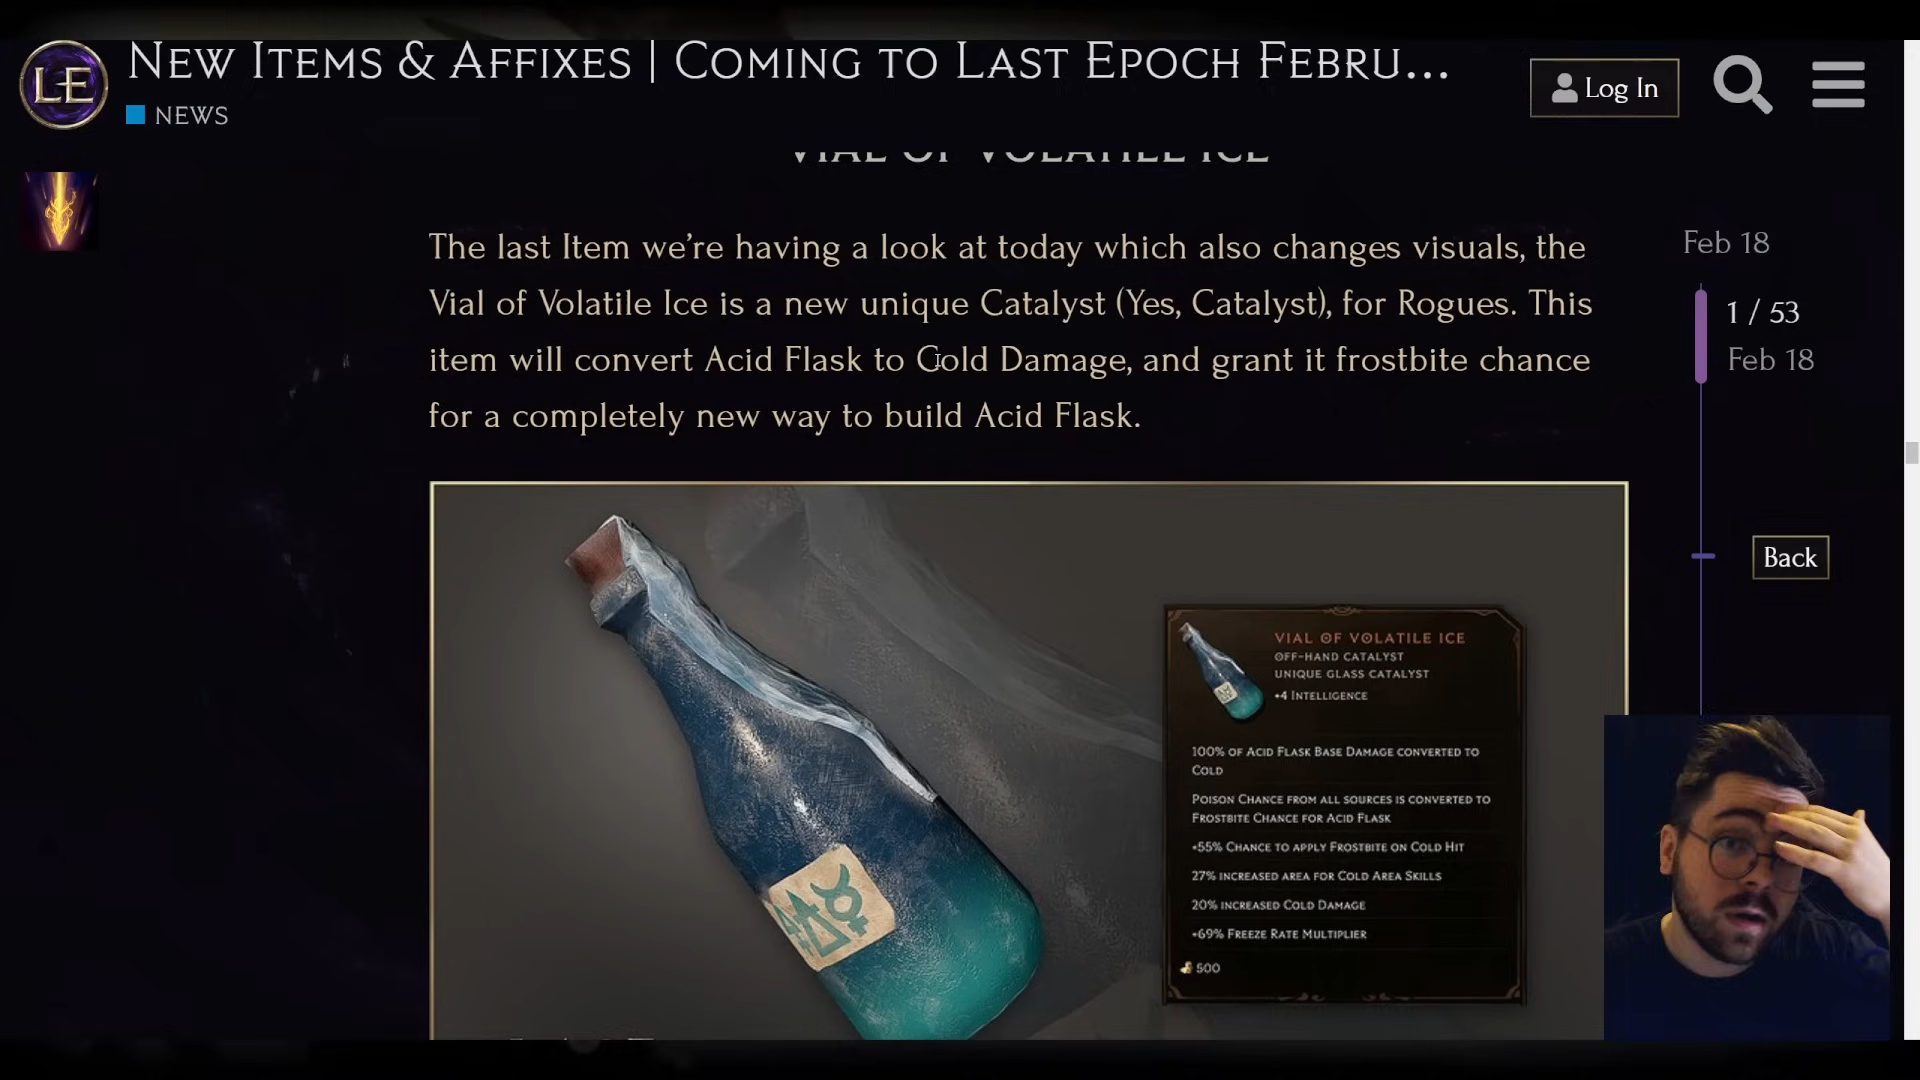 LE
New Items & Affixes | Coming to Last Epoch Febru...
Log In
NEWS
VIAL OF VOLATILE ICE
The last Item we're having a look at today which also changes visuals, the
Vial of Volatile Ice is a new unique Catalyst (Yes, Catalyst), for Rogues. This
item will convert Acid Flask to Cold Damage, and grant it frostbite chance
for a completely new way to build Acid Flask.
Feb 18
1 / 53
Feb 18
Back
VIAL OF VOLATILE ICE
OFF-HAND CATALYST
UNIQUE GLASS CATALYST
+4 INTELLIGENCE
100% OF ACID FLASK BASE DAMAGE CONVERTED TO
COLD
POISON CHANCE FROM ALL SOURCES IS CONVERTED TO
FROSTBITE CHANCE FOR ACID FLASK
+55% CHANCE TO APPLY FROSTBITE ON COLD HIT
27% INCREASED AREA FOR COLD AREA SKILLS
20% INCREASED COLD DAMAGE
+69% FREEZE RATE MULTIPLIER
500